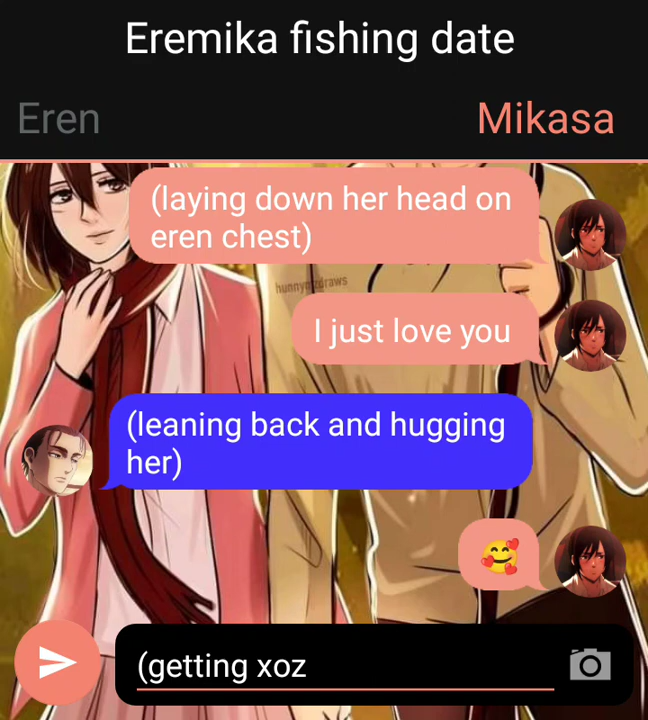 Eremika fishing date
Eren
Mikasa
(laying down her head on
eren chest)
I just love you
(leaning back and hugging
her)
🥰
(getting xoz